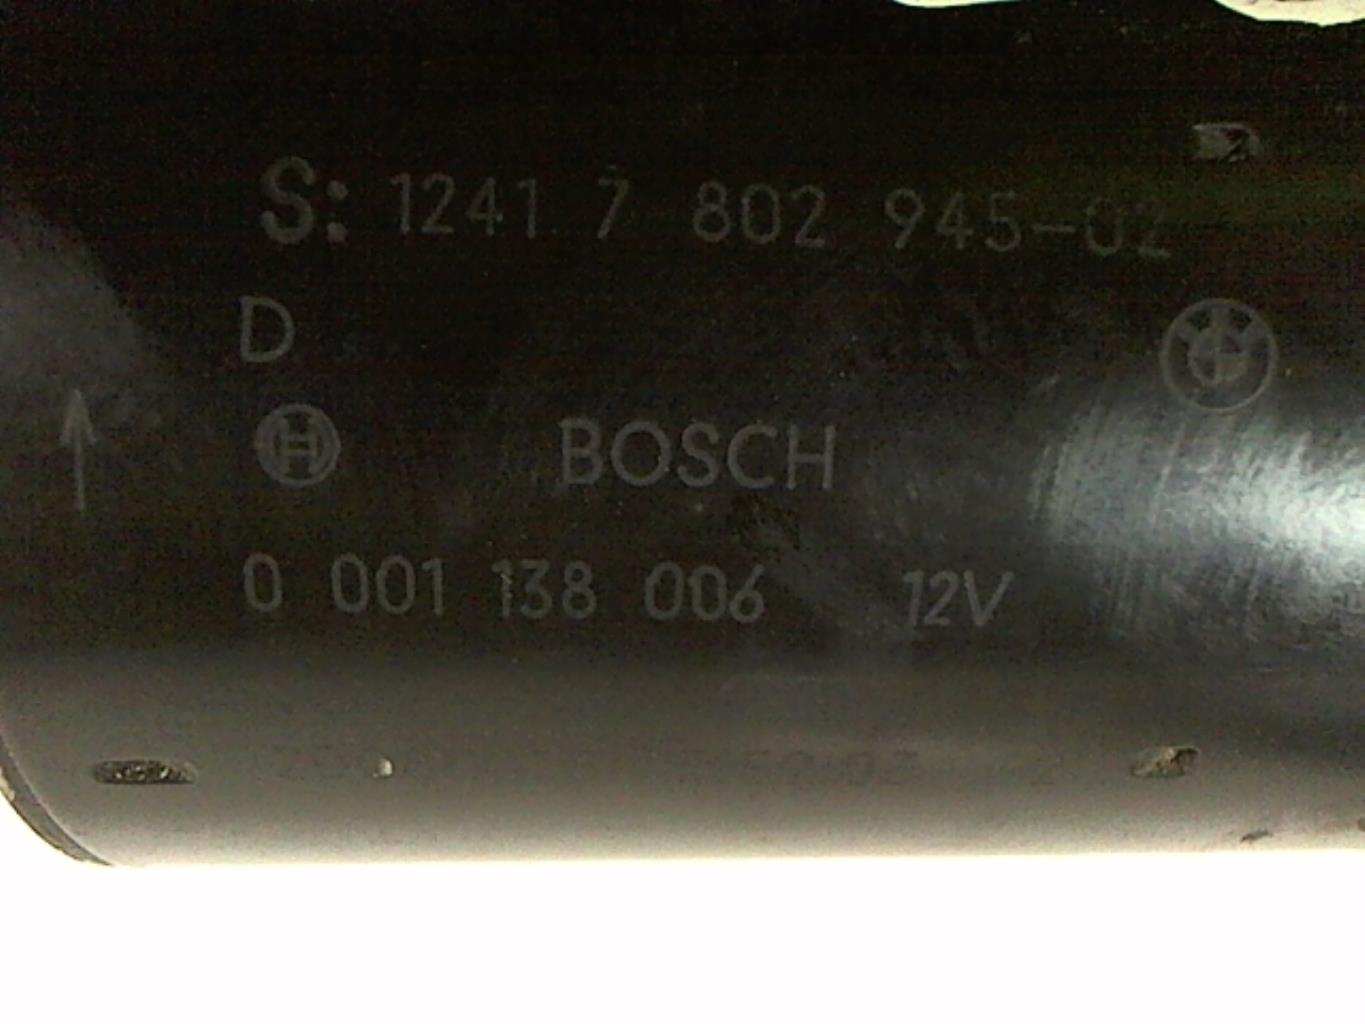 S: 1241 7 802 945-02
D
BOSCH
0 001 138 006 12V